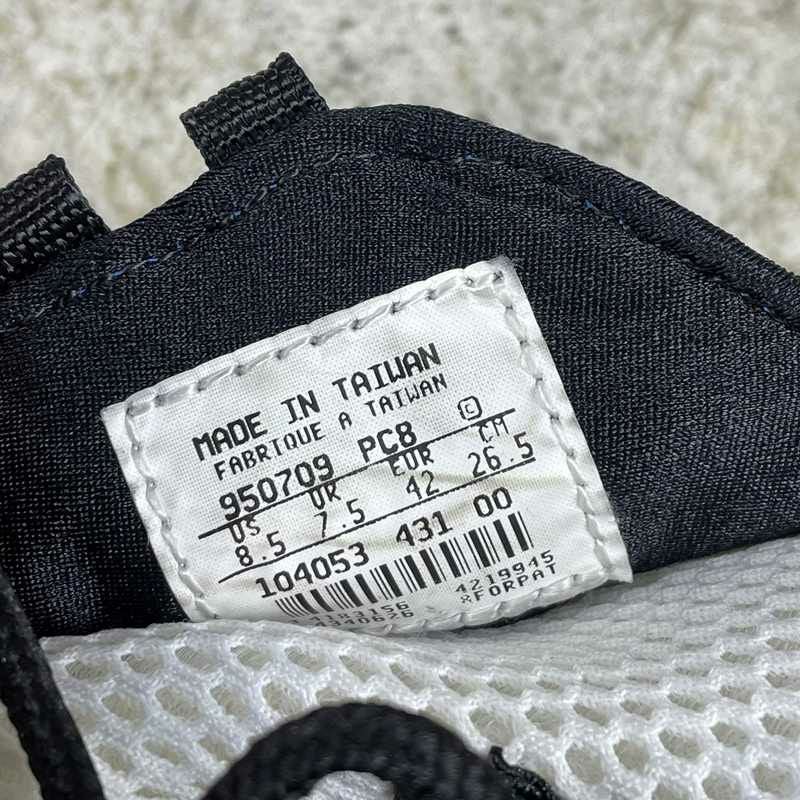 MADE IN TAIWAN
FABRIQUE A TAIWAN
950709 PC8 C
US UK EUR CM
8.5 7.5 42 26.5
104053 431 00
4219945
&FORPAT